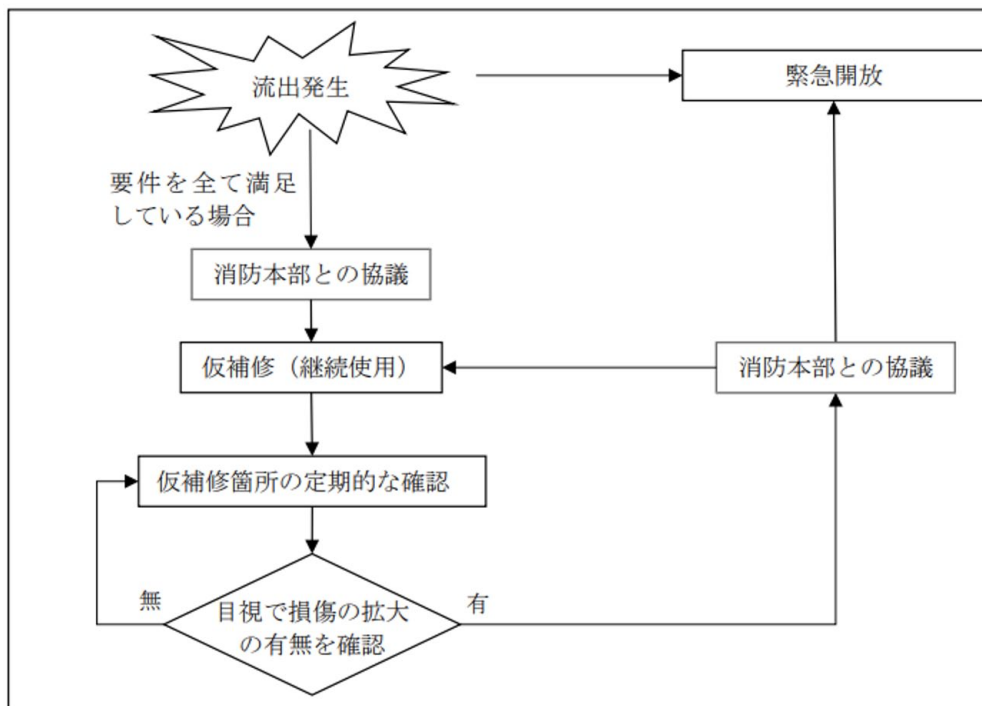 流出発生
緊急開放
要件を全て満足
している場合
消防本部との協議
仮補修（継続使用）
消防本部との協議
仮補修箇所の定期的な確認
無
目視で損傷の拡大
の有無を確認
有